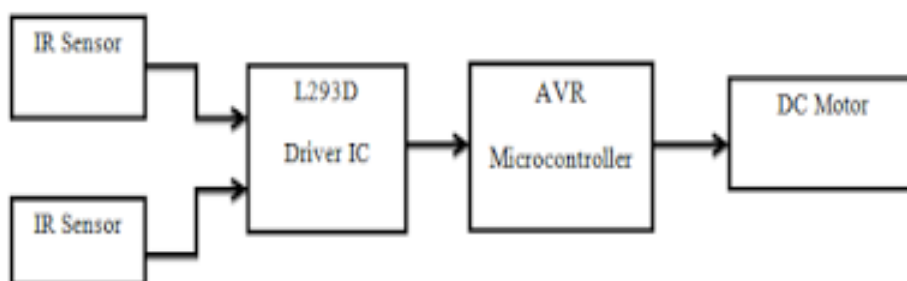 IR Sensor
L293D
Driver IC
AVR
Microcontroller
DC Motor
IR Sensor